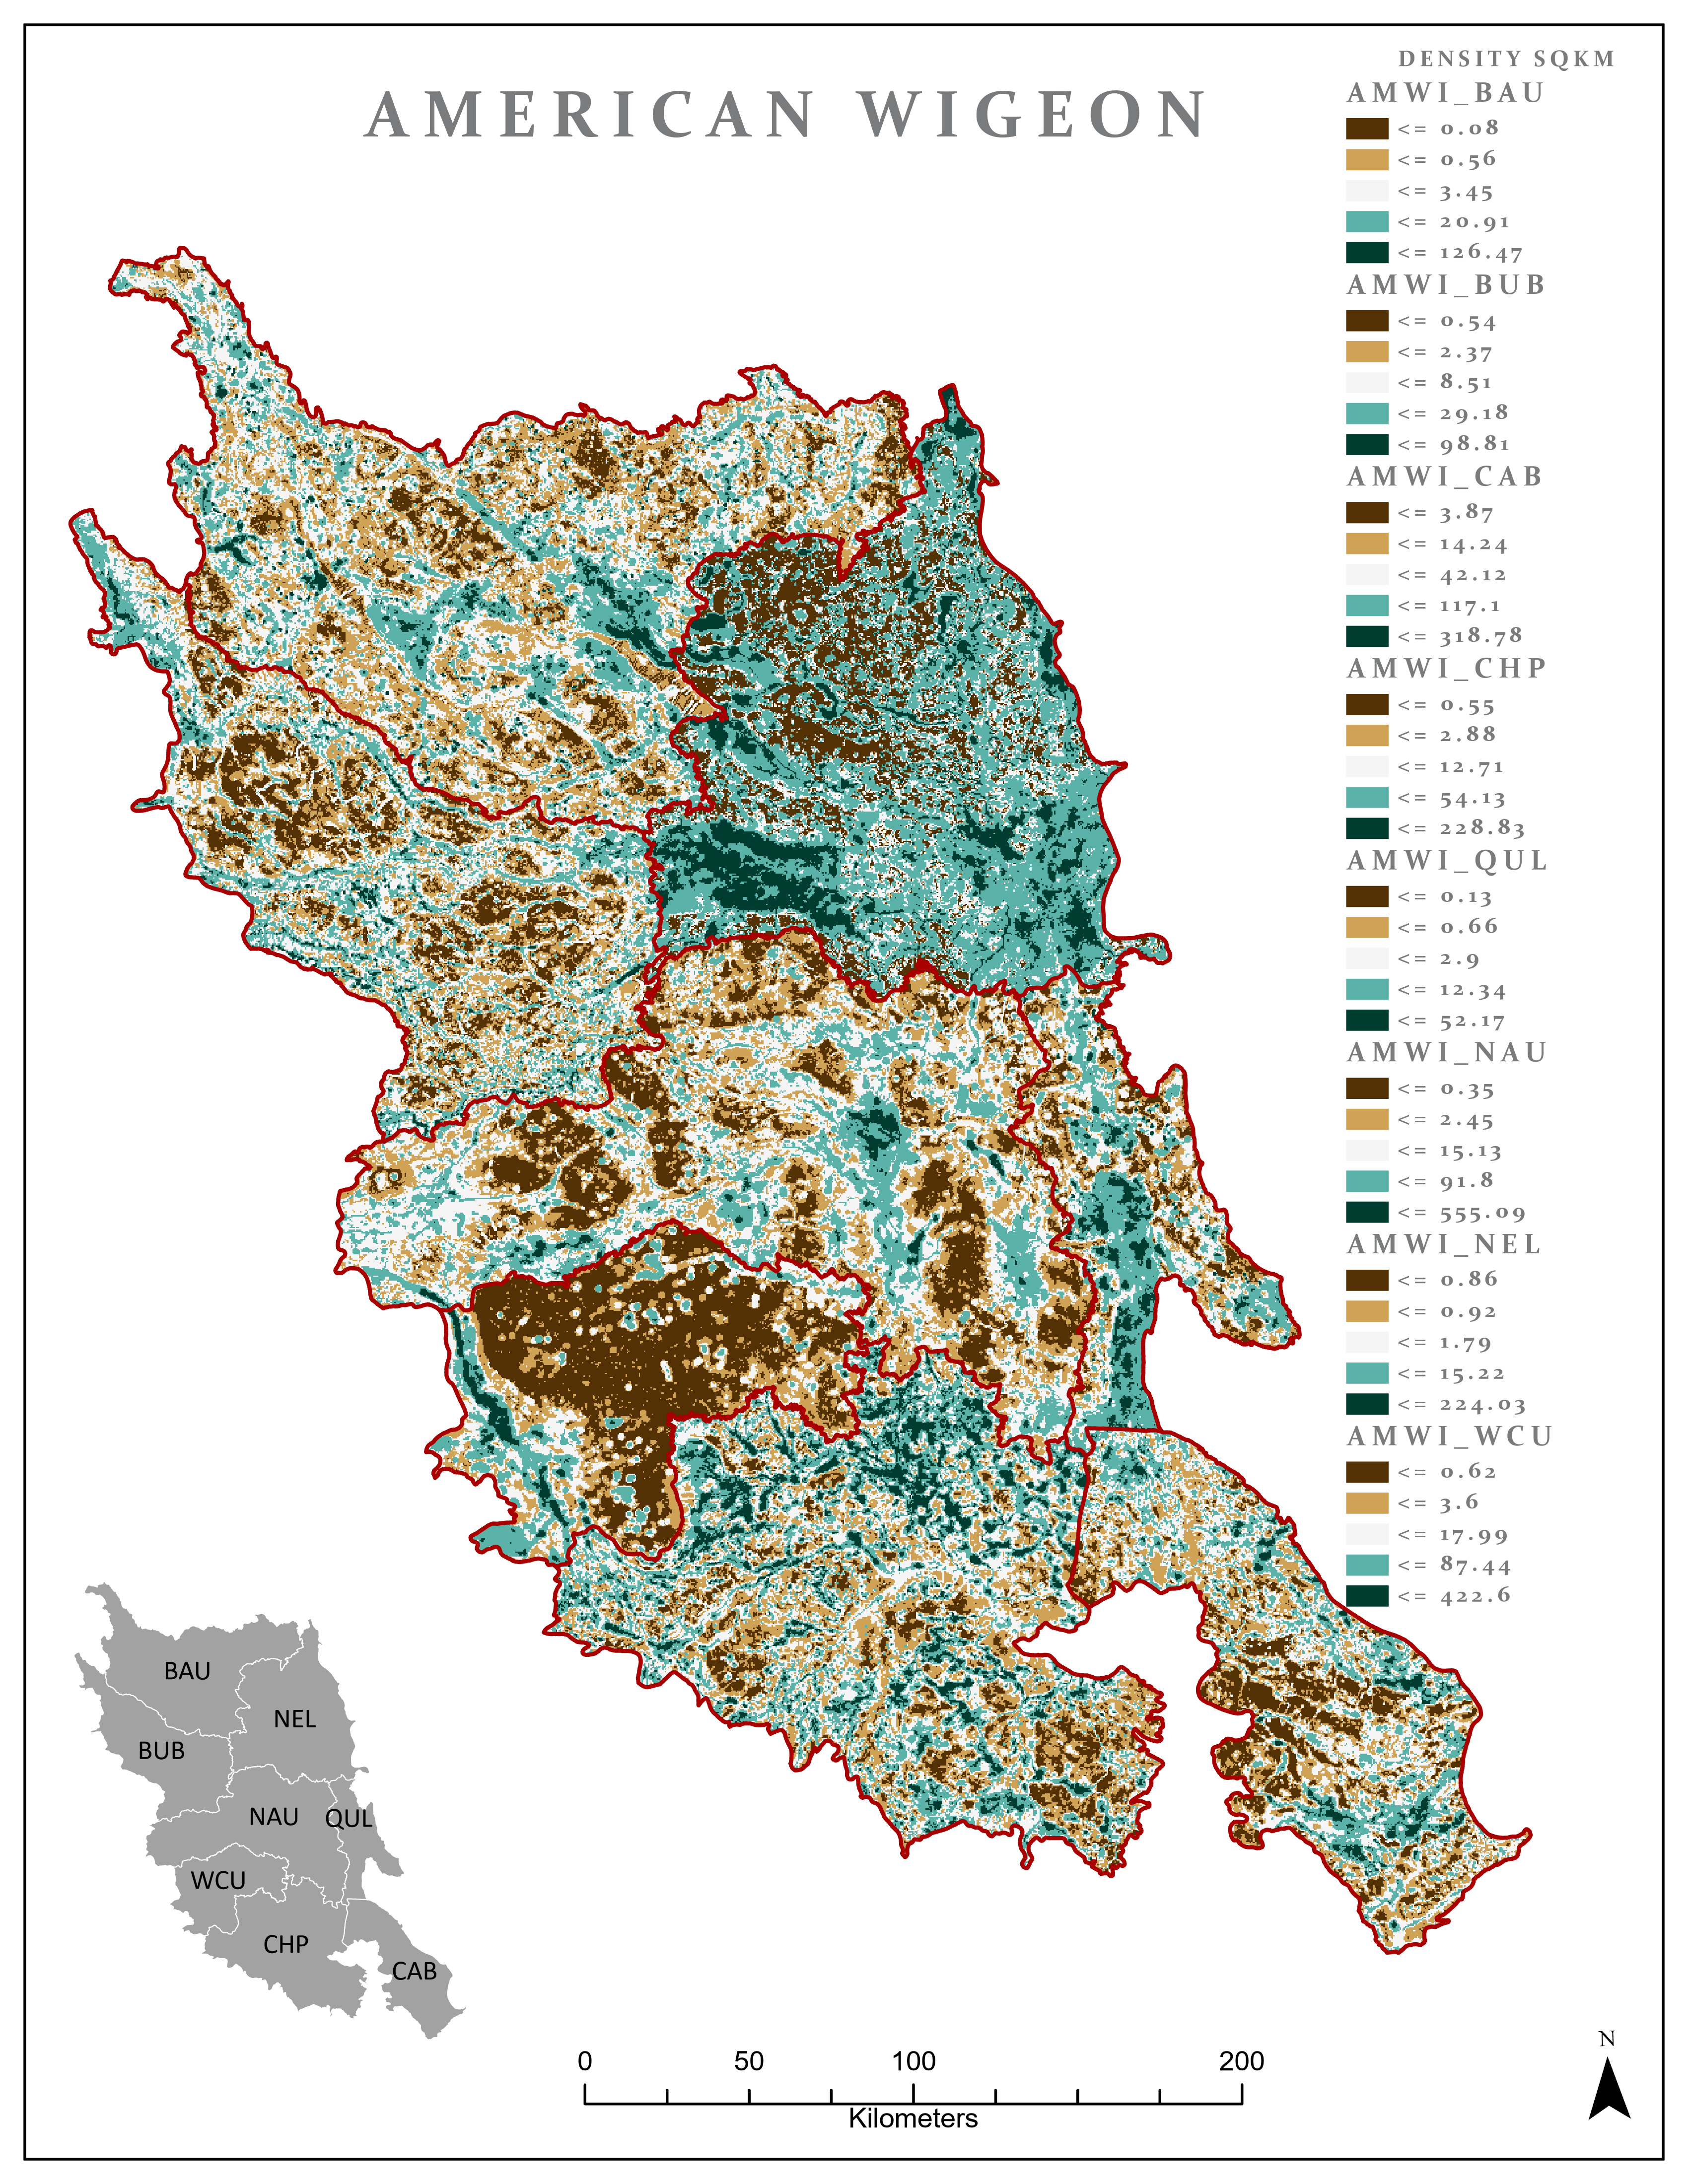 DENSITY SQKM
AMERICAN WIGEON
AMWI_BAU
<= 0.08
<= 0.56
<= 3.45
<= 20.91
<= 126.47
AMWI_BUB
<= 0.54
<= 2.37
<= 8.51
<= 29.18
<= 98.81
AMWI_CAB
<= 3.87
<= 14.24
<= 42.12
<= 117.1
<= 318.78
AMWI_CHP
<= 0.55
<= 2.88
<= 12.71
<= 54.13
<= 228.83
AMWI_QUL
<= 0.13
<= 0.66
<= 2.9
<= 12.34
<= 52.17
AMWI_NAU
<= 0.35
<= 2.45
<= 15.13
<= 91.8
<= 555.09
AMWI_NEL
<= 0.86
<= 0.92
<= 1.79
<= 15.22
<= 224.03
AMWI_WCU
<= 0.62
<= 3.6
<= 17.99
<= 87.44
<= 422.6
BAU
NEL
BUB
NAU
QUL
WCU
CHP
CAB
0 50 100 200
Kilometers
N